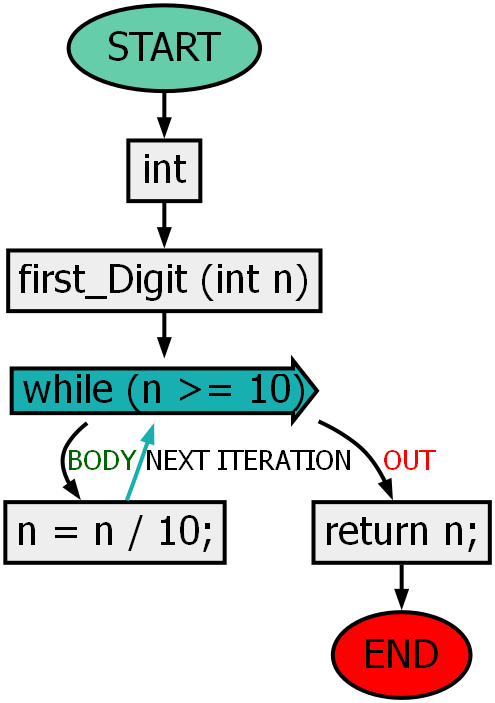 START
int
first_Digit (int n)
while (n >= 10)
BODY
NEXT ITERATION
OUT
n = n / 10;
return n;
END